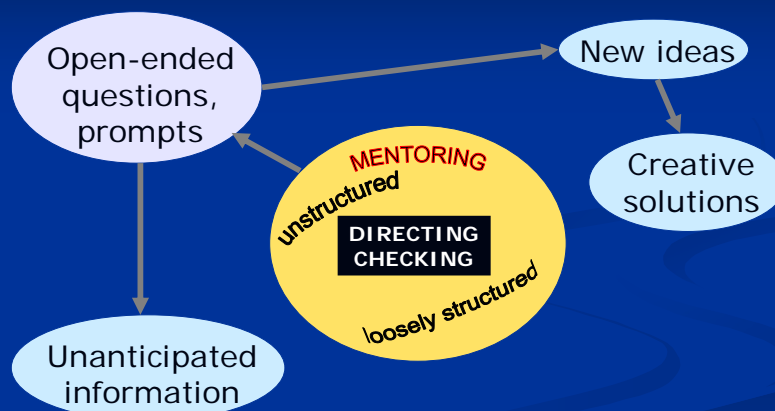 Open-ended
questions,
prompts
New ideas
Creative
solutions
MENTORING
unstructured
DIRECTING
CHECKING
loosely structured
Unanticipated
information